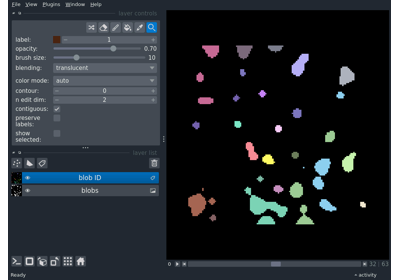 File View Plugins Window Help
layer controls
label: 1
opacity: 0.70
brush size: 10
blending: translucent
color mode: auto
contour: 0
n edit dim: 2
contiguous:
preserve
labels:
show
selected:
layer list
blob ID
blobs
32 63
Ready
activity